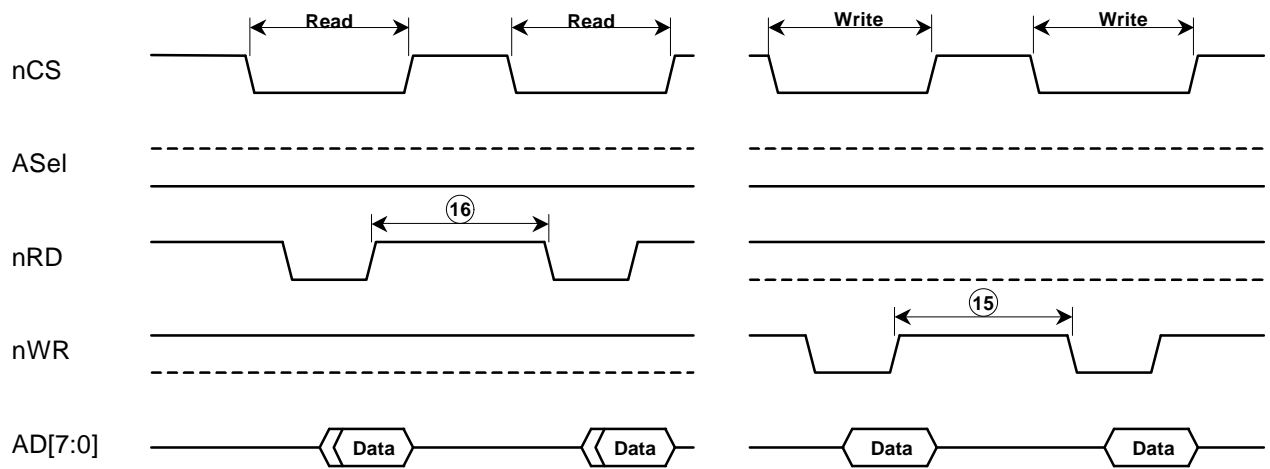 Read Read Write Write
nCS
ASel
16
nRD
15
nWR
AD[7:0] Data Data Data Data